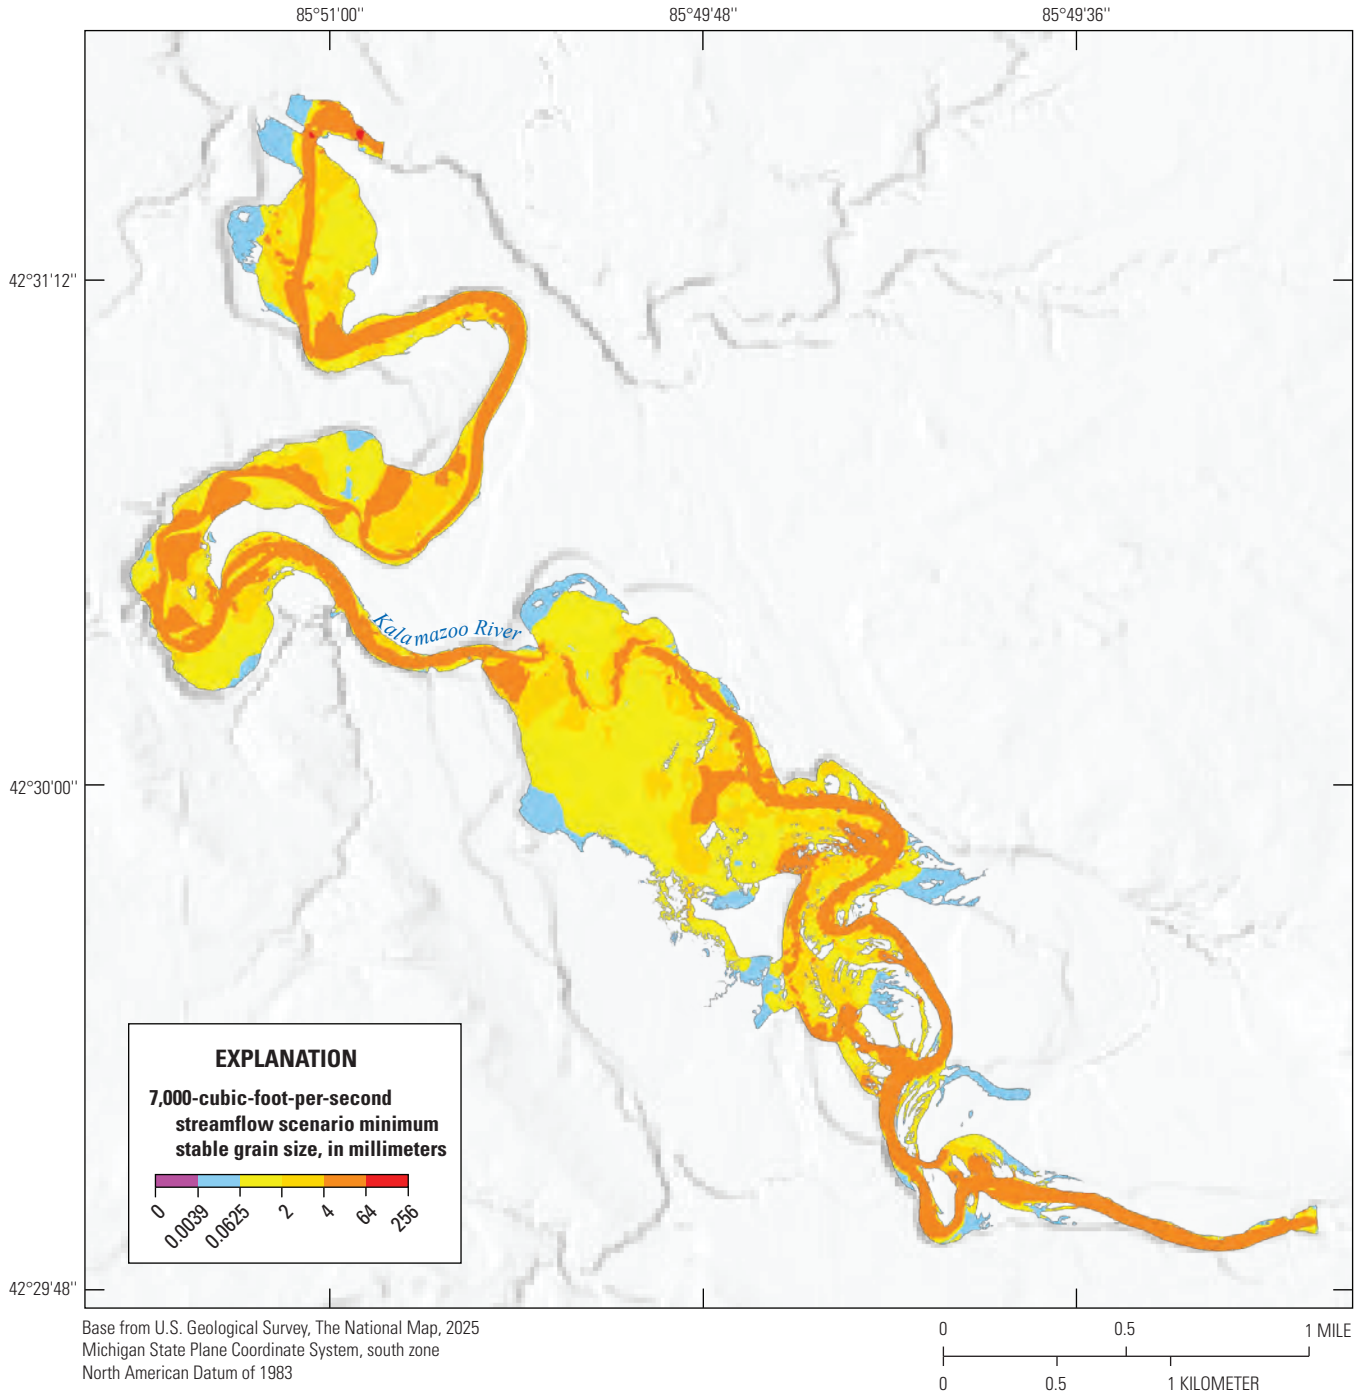 85°51'00"
85°49'48"
85°49'36"
42°31'12"
Kalamazoo River
42°30'00"
EXPLANATION
7,000-cubic-foot-per-second
streamflow scenario minimum
stable grain size, in millimeters
0
0.0039
0.0625
2
4
64
256
42°29'48"
Base from U.S. Geological Survey, The National Map, 2025
Michigan State Plane Coordinate System, south zone
North American Datum of 1983
0 0.5 1 MILE
0 0.5 1 KILOMETER